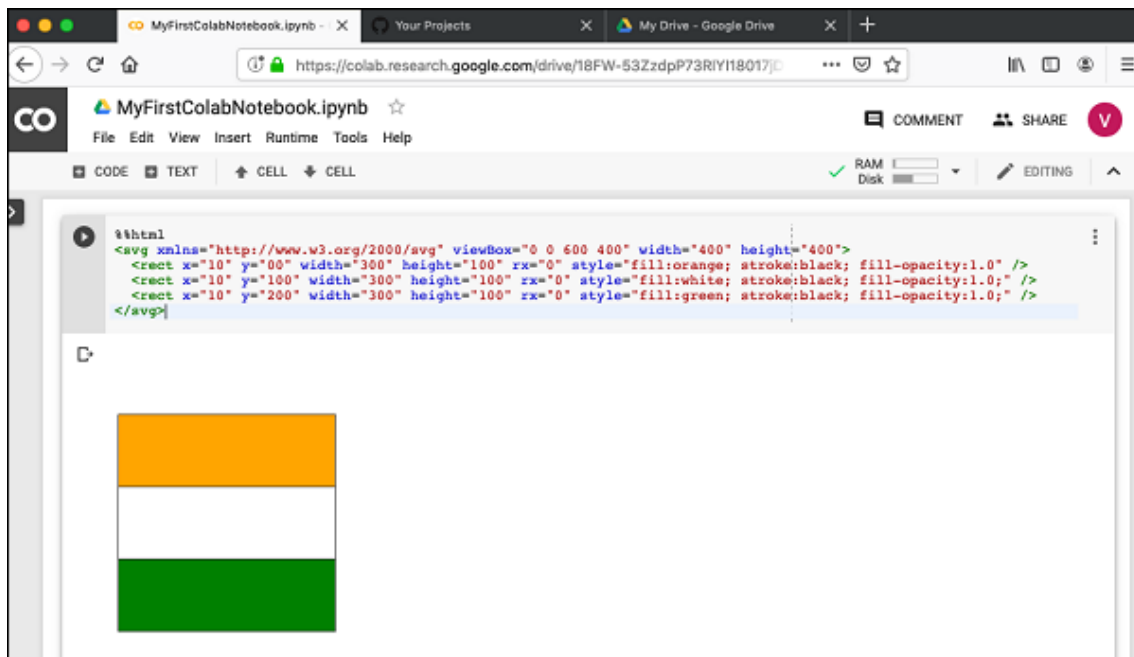 MyFirstColabNotebook.ipynb -
Your Projects
My Drive - Google Drive
https://colab.research.google.com/drive/
CO
MyFirstColabNotebook.ipynb
COMMENT
SHARE
V
File Edit View Insert Runtime Tools Help
CODE TEXT CELL CELL
RAM
Disk
EDITING
%%html
<svg xmlns="http://www.w3.org/2000/svg" viewBox="0 0 600 400" width="400" height="400">
<rect x="10" y="00" width="300" height="100" rx="0" style="fill:orange; stroke:black; fill-opacity:1.0" />
<rect x="10" y="100" width="300" height="100" rx="0" style="fill:white; stroke:black; fill-opacity:1.0;" />
<rect x="10" y="200" width="300" height="100" rx="0" style="fill:green; stroke:black; fill-opacity:1.0;" />
</svg>